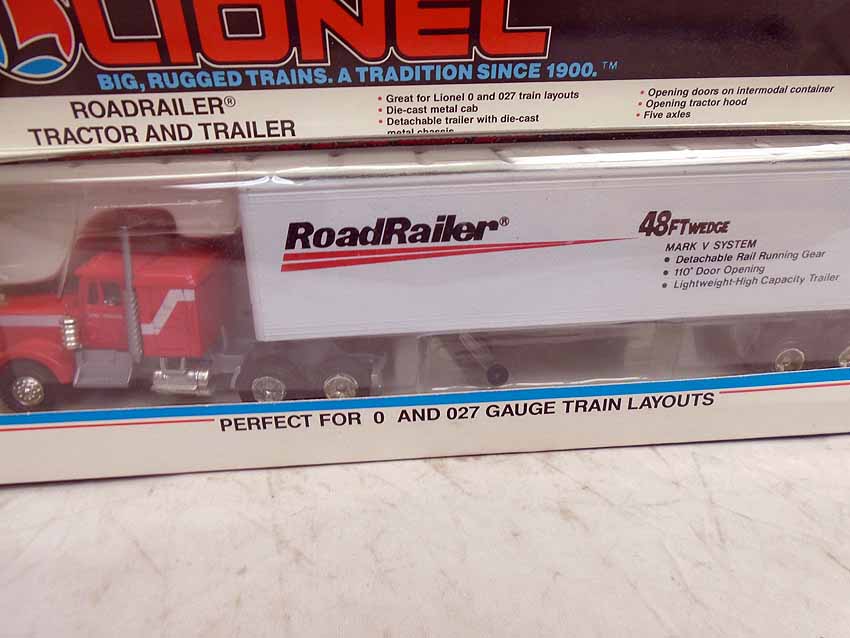 LIONEL
BIG, RUGGED TRAINS. A TRADITION SINCE 1900.™
ROADRAILER®
TRACTOR AND TRAILER
• Great for Lionel 0 and 027 train layouts
• Die-cast metal cab
• Detachable trailer with die-cast
metal chassis
• Opening doors on intermodal container
• Opening tractor hood
• Five axles
RoadRailer®
48FT WEDGE
MARK V SYSTEM
• Detachable Rail Running Gear
• 110° Door Opening
• Lightweight-High Capacity Trailer
PERFECT FOR 0 AND 027 GAUGE TRAIN LAYOUTS